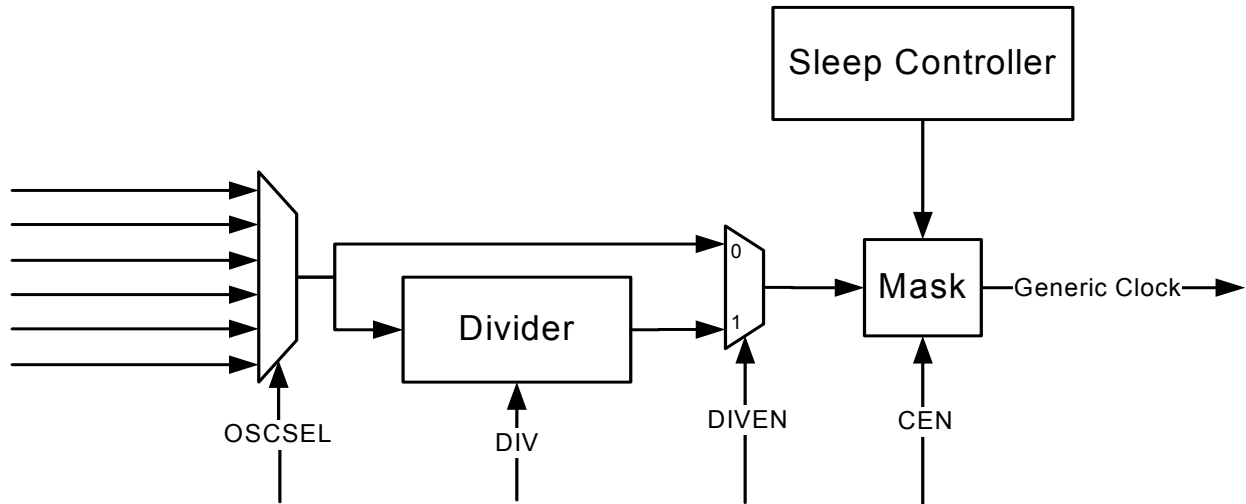 Sleep Controller
0
Divider
1
Mask
Generic Clock
OSCSEL
DIV
DIVEN
CEN